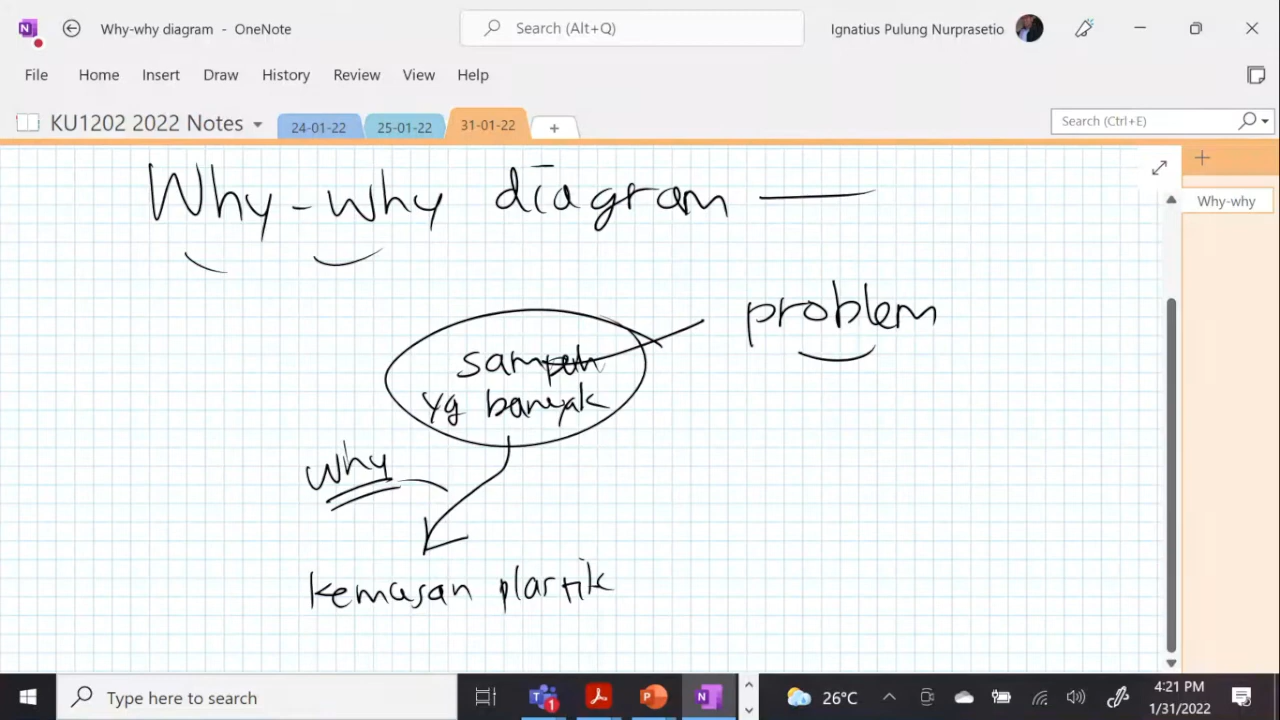 Why-why diagram - OneNote
Search (Alt+Q)
Ignatius Pulung Nurprasetio
File Home Insert Draw History Review View Help
KU1202 2022 Notes
24-01-22
25-01-22
31-01-22
+
Search (Ctrl+E)
Why-why diagram
Why-why
problem
sampah
yg banyak
why
kemasan plastik
Type here to search
1
26°C
4:21 PM
1/31/2022